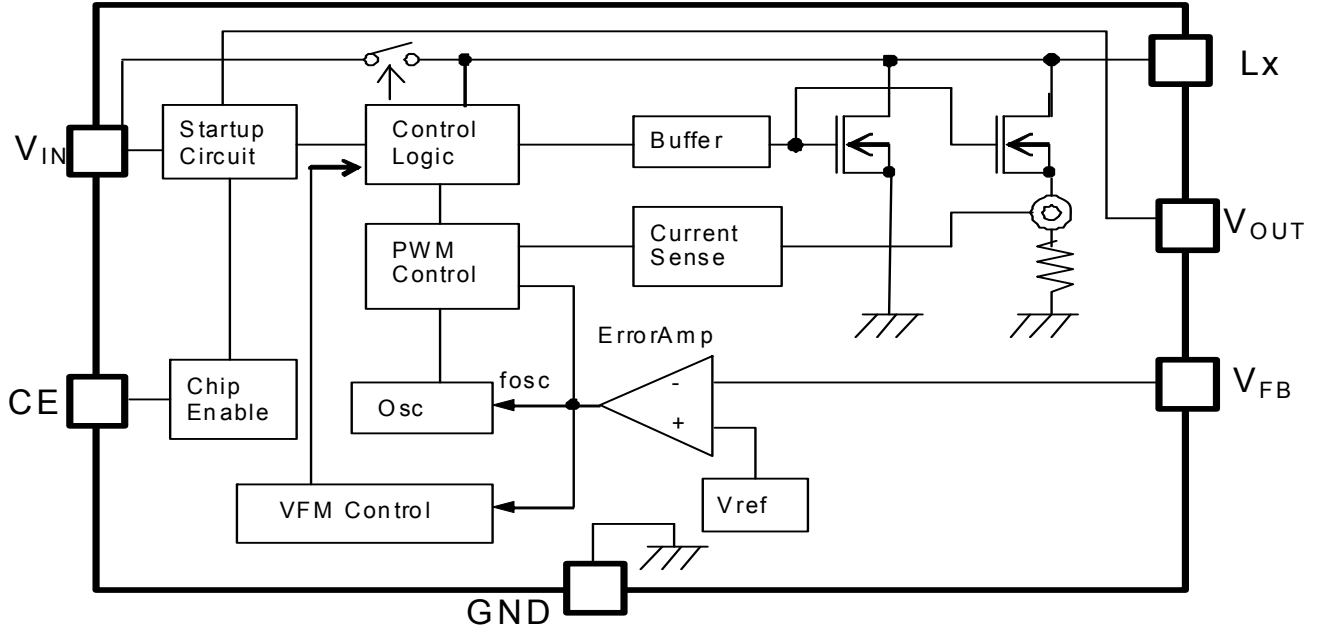 Lx
Startup
Circuit
Control
Logic
Buffer
VIN
PWM
Control
Current
Sense
VOUT
ErrorAmp
Chip
Enable
CE
fosc
Osc
-
+
VFB
VFM Control
Vref
GND